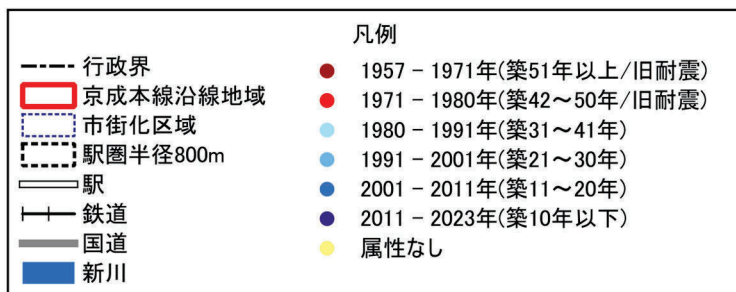 凡例
行政界
京成本線沿線地域
市街化区域
駅圏半径800m
駅
鉄道
国道
新川
1957 - 1971年(築51年以上/旧耐震)
1971 - 1980年(築42～50年/旧耐震)
1980 - 1991年(築31～41年)
1991 - 2001年(築21～30年)
2001 - 2011年(築11～20年)
2011 - 2023年(築10年以下)
属性なし